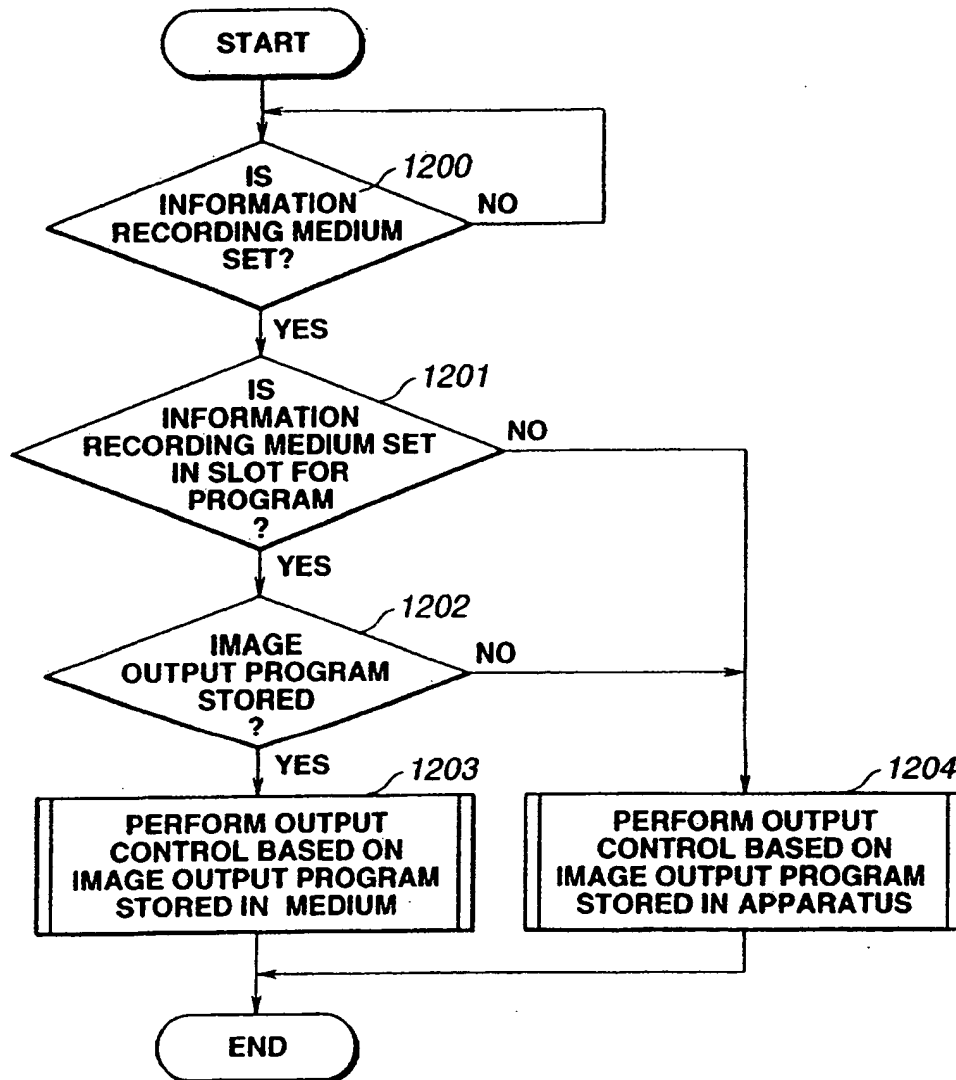 START
1200
IS
INFORMATION
RECORDING MEDIUM
SET?
NO
YES
1201
IS
INFORMATION
RECORDING MEDIUM SET
IN SLOT FOR
PROGRAM
?
NO
YES
1202
IMAGE
OUTPUT PROGRAM
STORED
?
NO
YES
1203
PERFORM OUTPUT
CONTROL BASED ON
IMAGE OUTPUT PROGRAM
STORED IN MEDIUM
1204
PERFORM OUTPUT
CONTROL BASED ON
IMAGE OUTPUT PROGRAM
STORED IN APPARATUS
END